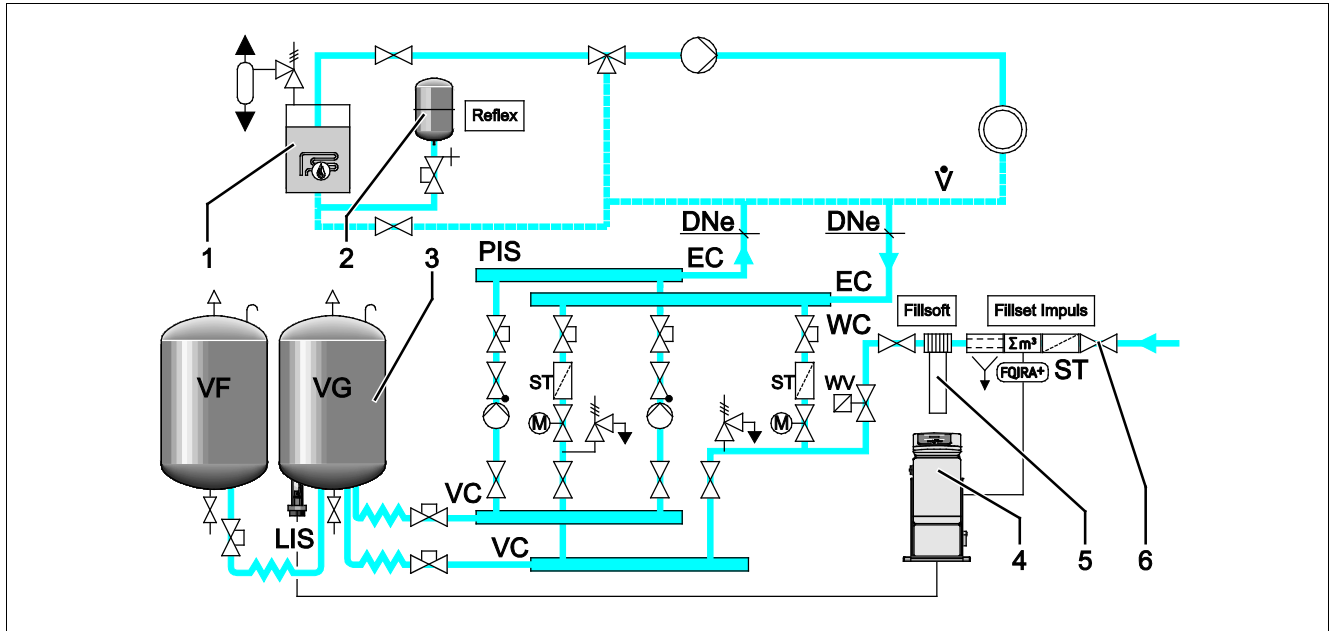 Reflex
V̇
DNe
DNe
1
2
3
PIS
EC
EC
Fillsoft
Fillset Impuls
WC
Σm³
ST
FQIRA+
VF
VG
ST
ST
WV
M
M
VC
LIS
VC
4
5
6